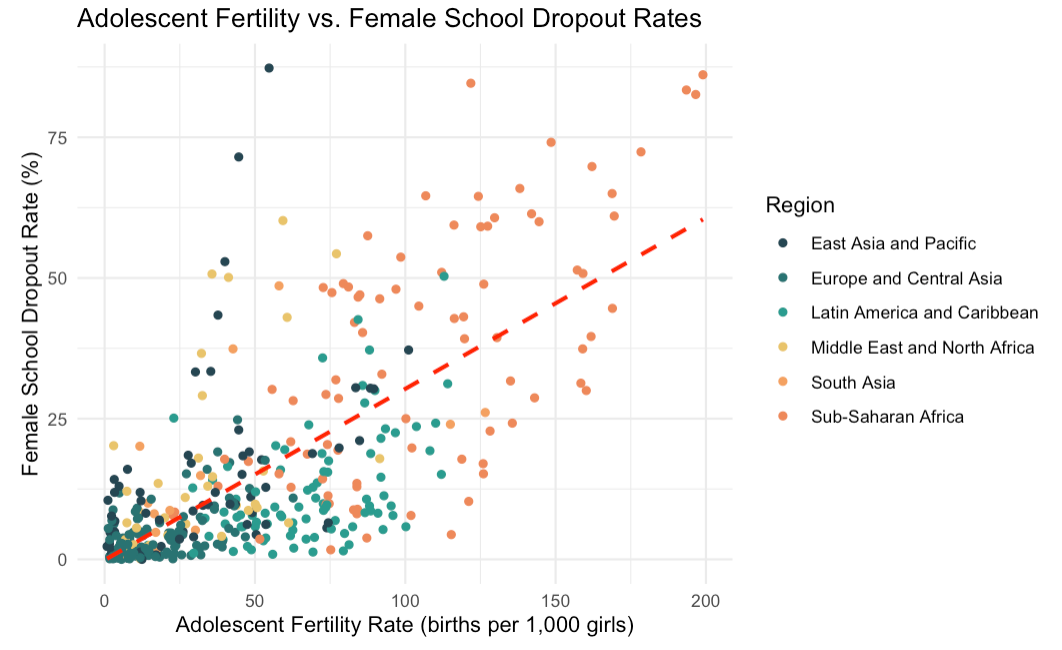 Adolescent Fertility vs. Female School Dropout Rates
Female School Dropout Rate (%)
75
50
25
0
0 50 100 150 200
Adolescent Fertility Rate (births per 1,000 girls)
Region
East Asia and Pacific
Europe and Central Asia
Latin America and Caribbean
Middle East and North Africa
South Asia
Sub-Saharan Africa